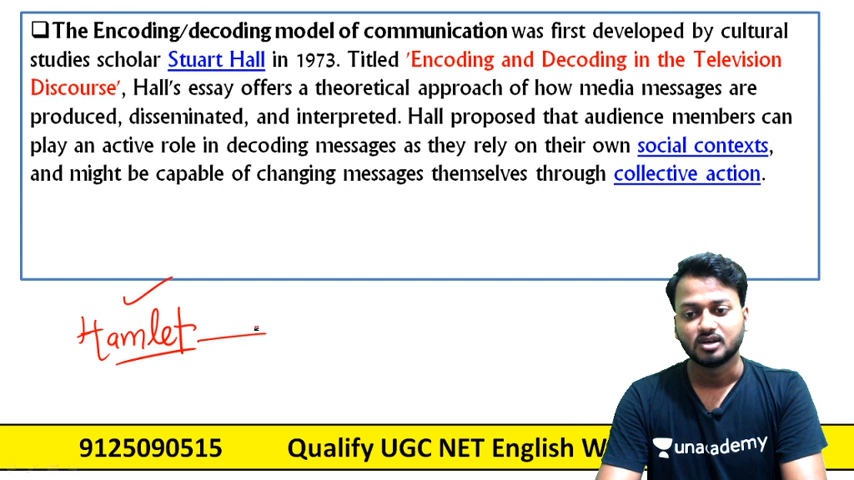 ❑The Encoding/decoding model of communication was first developed by cultural
studies scholar Stuart Hall in 1973. Titled 'Encoding and Decoding in the Television
Discourse', Hall's essay offers a theoretical approach of how media messages are
produced, disseminated, and interpreted. Hall proposed that audience members can
play an active role in decoding messages as they rely on their own social contexts,
and might be capable of changing messages themselves through collective action.
Hamlet
unacademy
9125090515 Qualify UGC NET English W